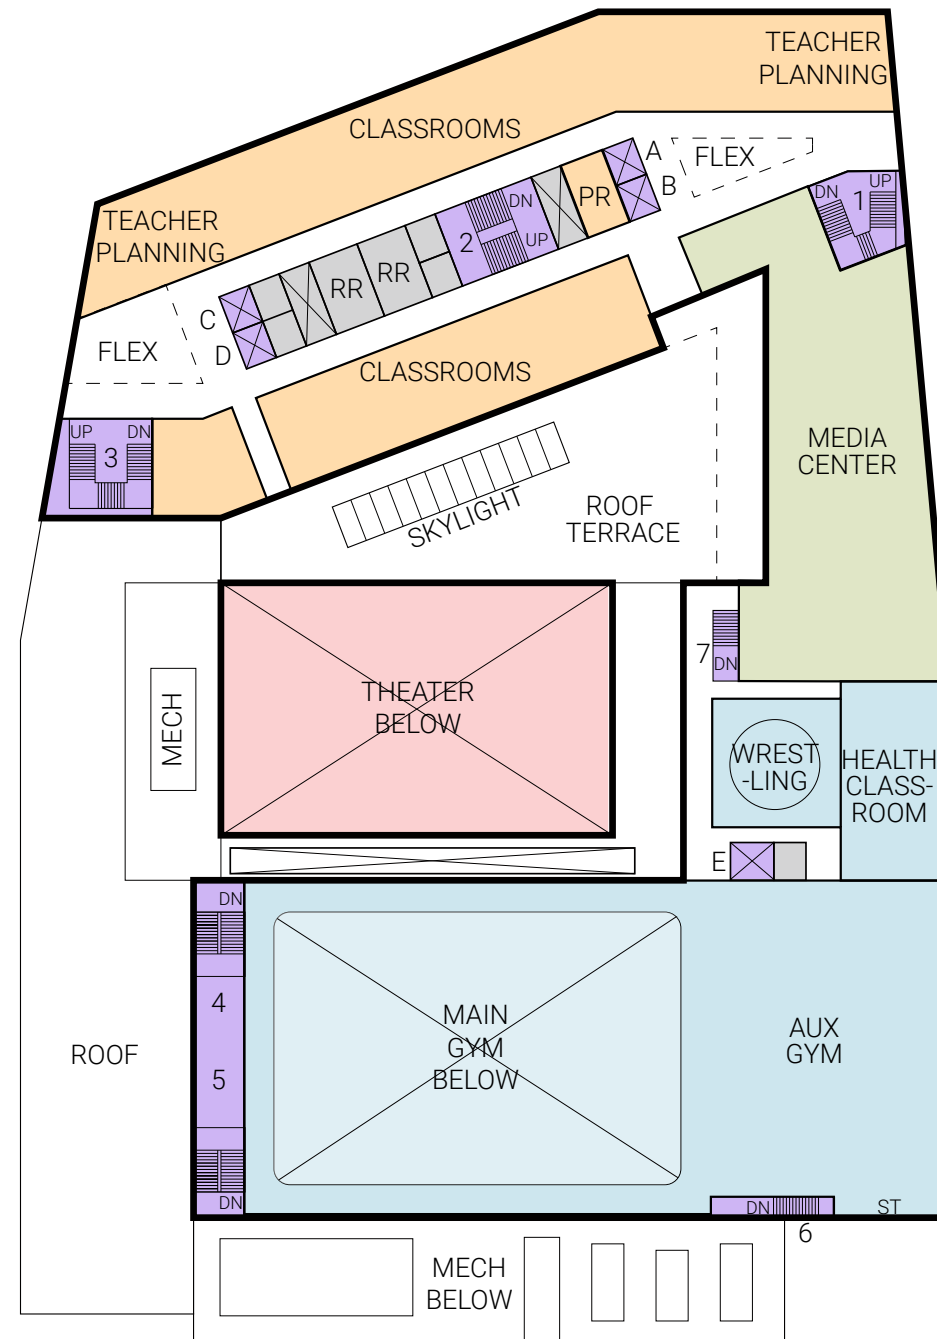 TEACHER
PLANNING
CLASSROOMS
A
FLEX
B
PR
DN
UP
1
TEACHER
PLANNING
DN
2
UP
RR
RR
C
D
FLEX
CLASSROOMS
UP
DN
3
MEDIA
CENTER
SKYLIGHT
ROOF
TERRACE
7
DN
MECH
THEATER
BELOW
WREST
-LING
HEALTH
CLASS-
ROOM
E
DN
4
5
DN
ROOF
MAIN
GYM
BELOW
AUX
GYM
DN
ST
6
MECH
BELOW